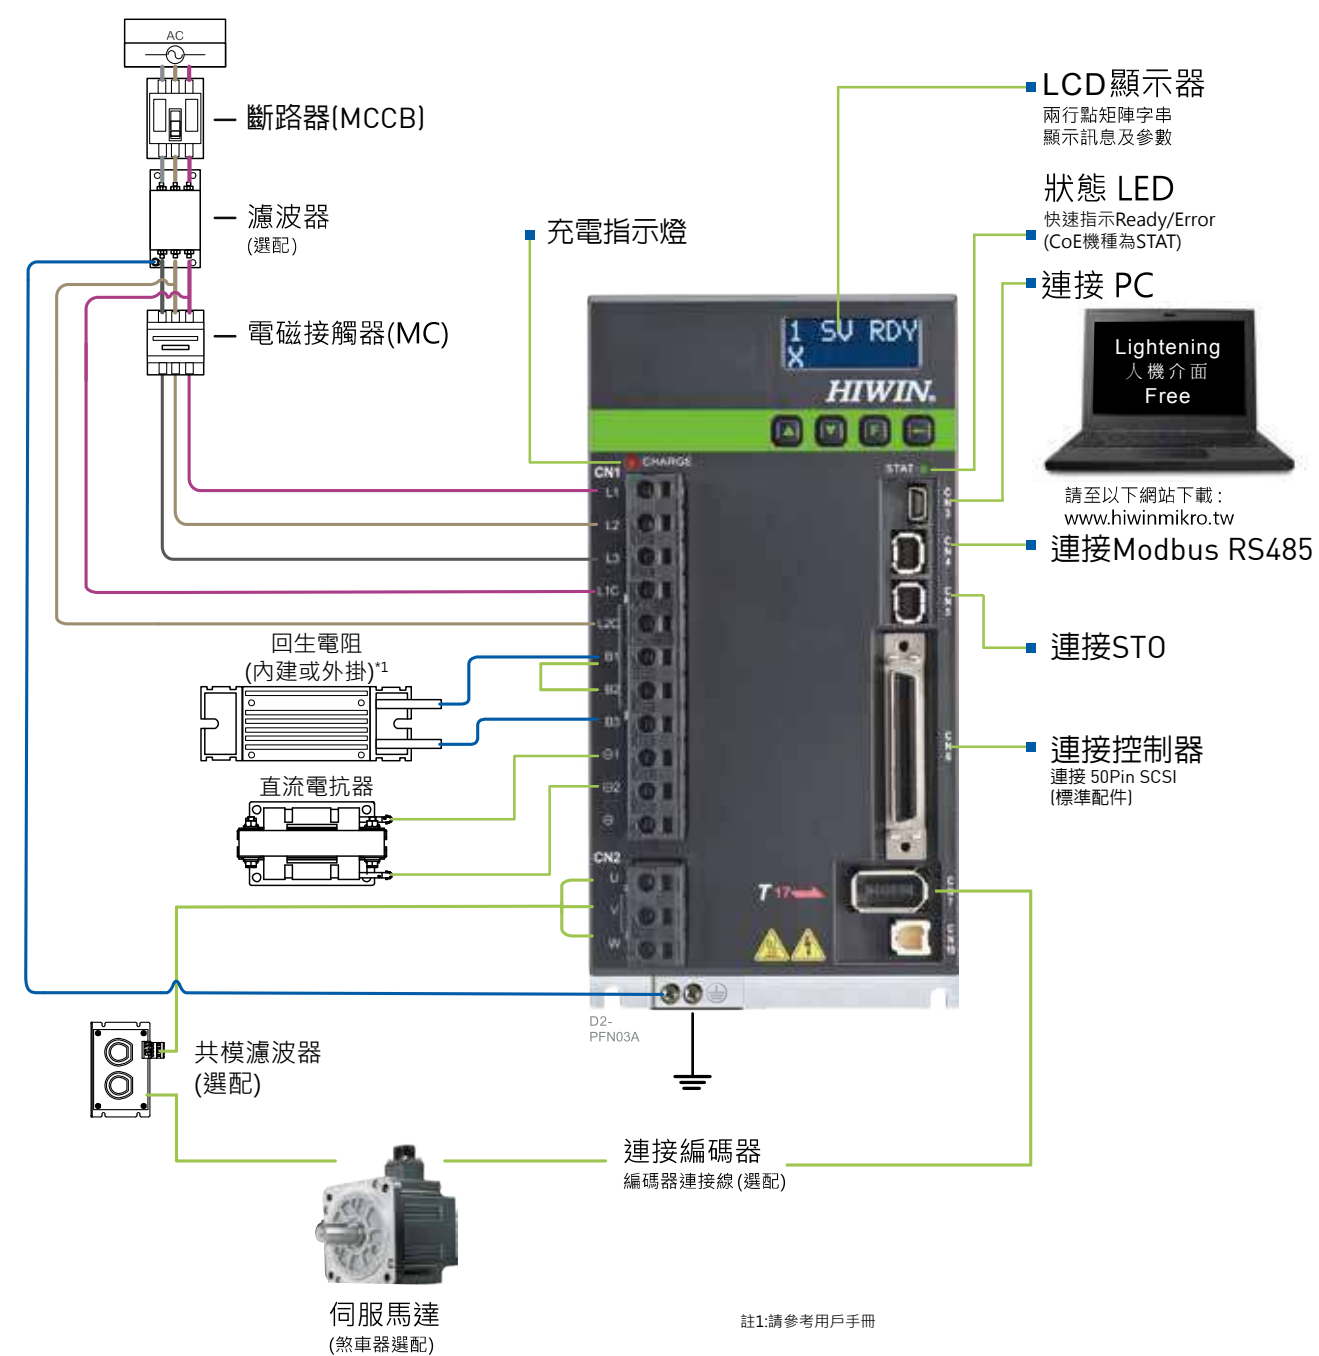 AC
斷路器(MCCB)
濾波器
(選配)
電磁接觸器(MC)
充電指示燈
LCD顯示器
兩行點矩陣字串
顯示訊息及參數
狀態 LED
快速指示Ready/Error
(CoE機種為STAT)
連接 PC
Lightening
人機介面
Free
請至以下網站下載 :
www.hiwinmikro.tw
連接Modbus RS485
連接STO
連接控制器
連接 50Pin SCSI
(標準配件)
1 SV RDY
X
HIWIN.
F
CHARGE
STAT
CN1
L1
L2
L3
L1C
L2C
B1
B2
B3
⊖1
⊖2
⊖
CN2
U
V
W
CN3
CN4
CN5
CN6
CN7
T 17
回生電阻
(內建或外掛)*1
直流電抗器
D2-
PFN03A
共模濾波器
(選配)
連接編碼器
編碼器連接線 (選配)
伺服馬達
(煞車器選配)
註1:請參考用戶手冊